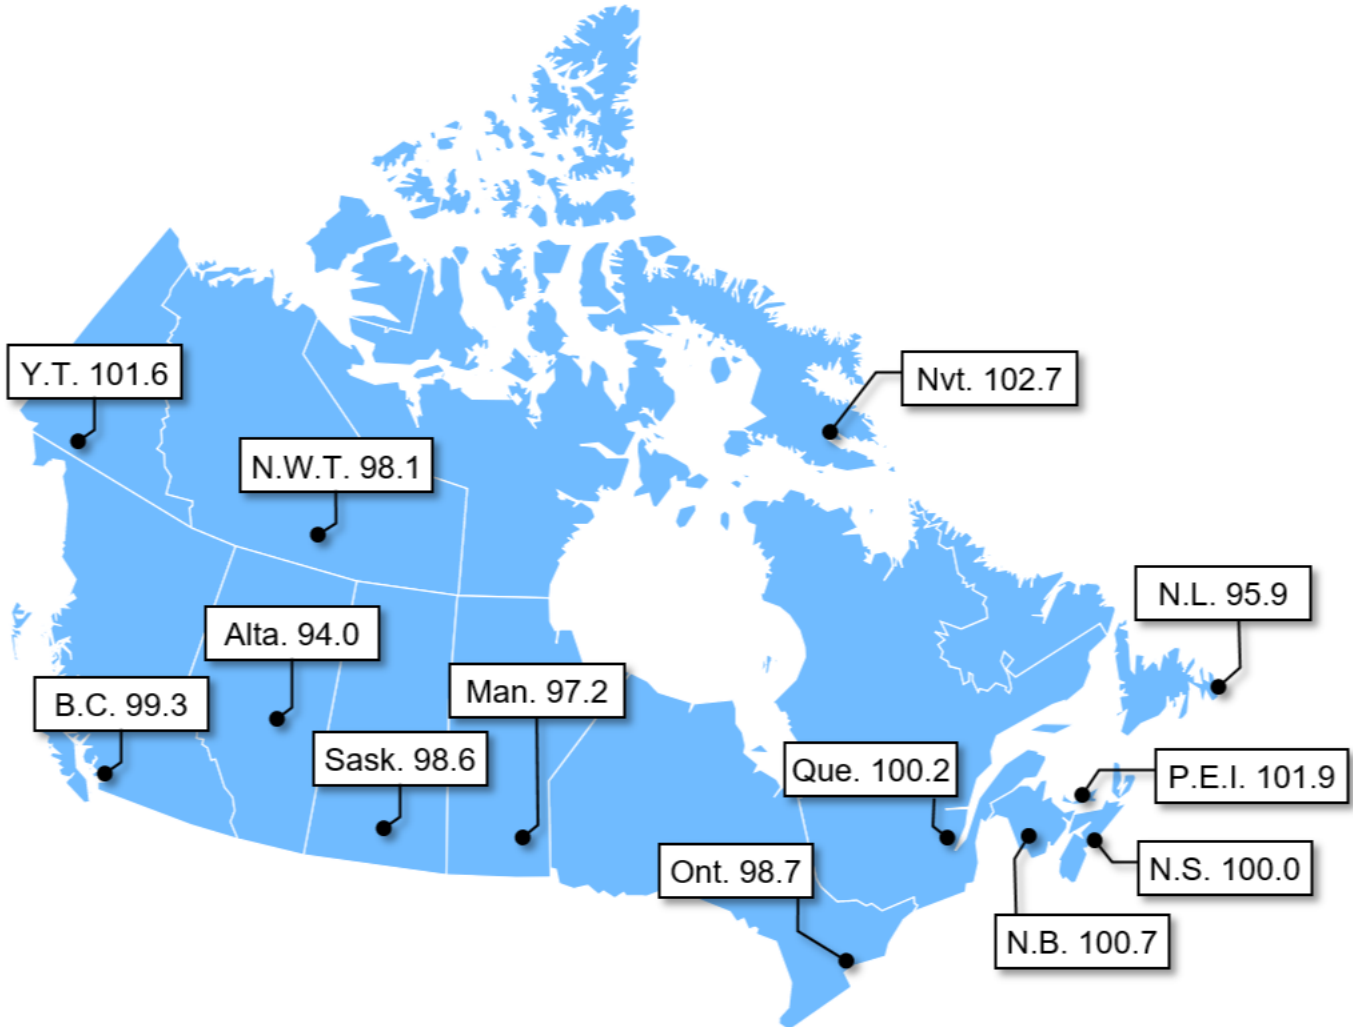 Y.T. 101.6
Nvt. 102.7
N.W.T. 98.1
N.L. 95.9
Alta. 94.0
Man. 97.2
B.C. 99.3
Sask. 98.6
Que. 100.2
P.E.I. 101.9
Ont. 98.7
N.S. 100.0
N.B. 100.7